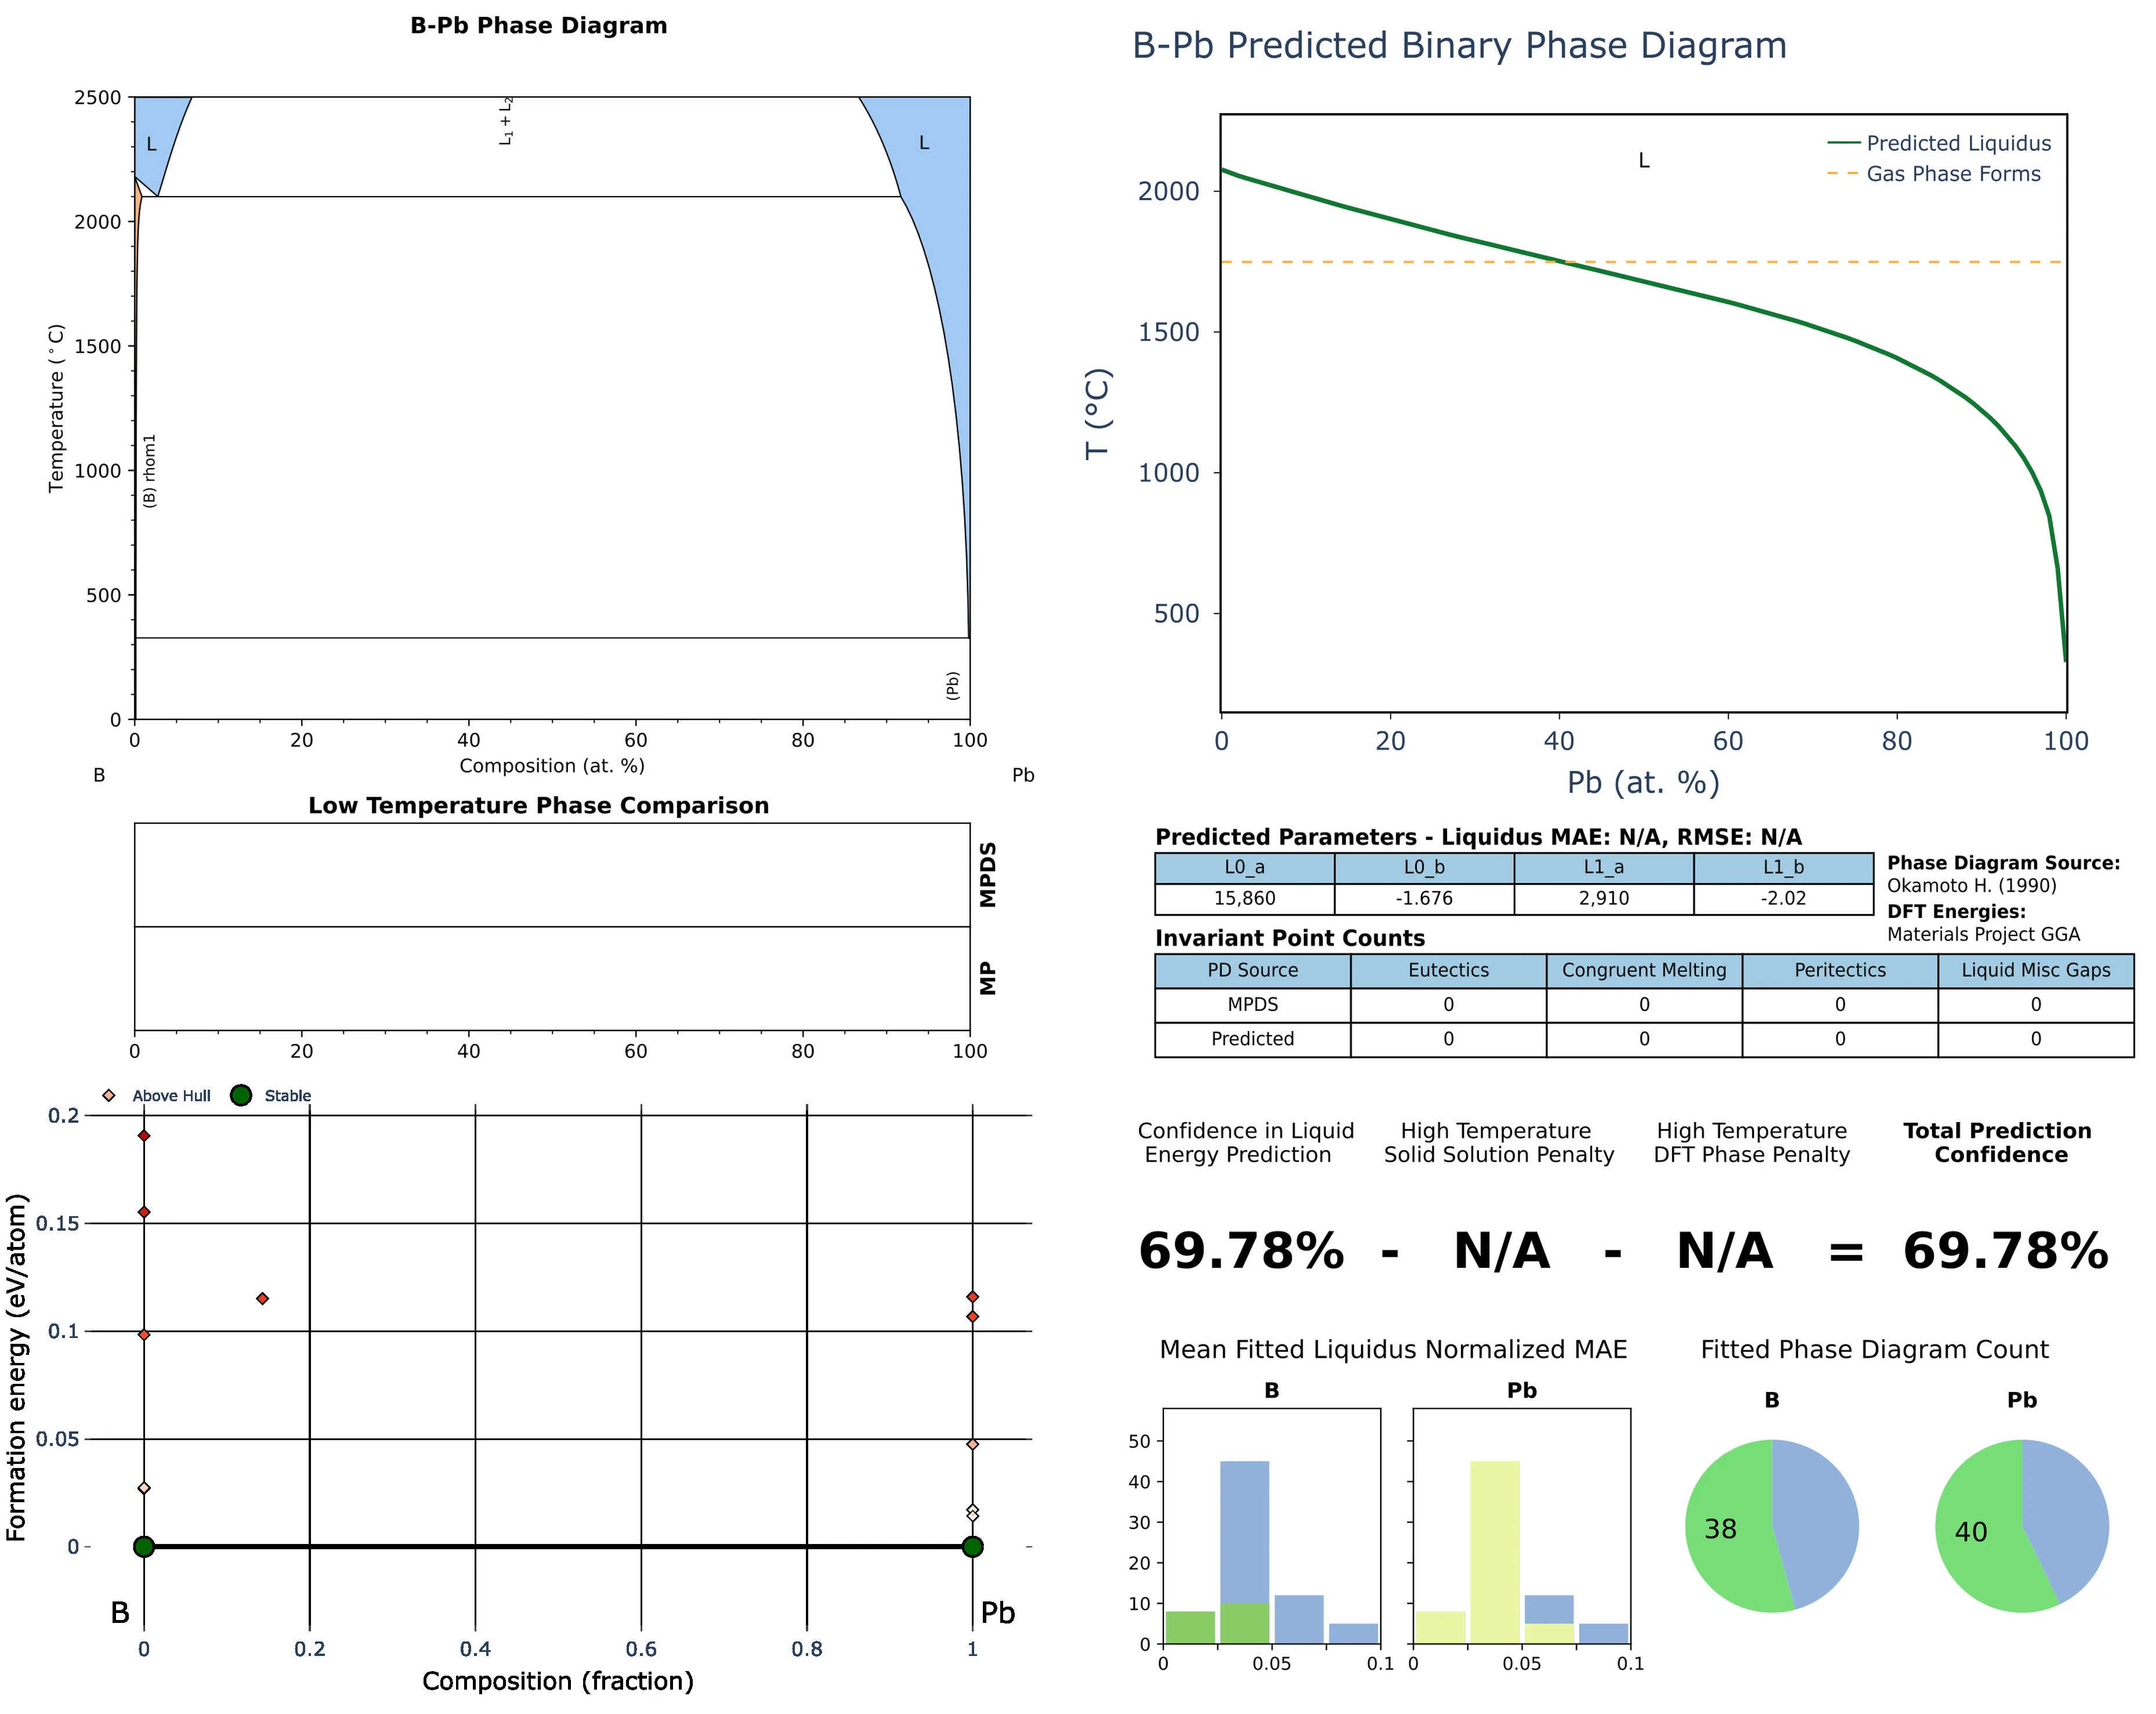 B-Pb Phase Diagram
2500
2000
1500
1000
500
0
Temperature (°C)
L
L₁ + L₂
L
(B) rhom1
(Pb)
0 20 40 60 80 100
Composition (at. %)
B Pb
Low Temperature Phase Comparison
MPDS
MP
0 20 40 60 80 100
Above Hull Stable
0.2
0.15
0.1
0.05
0
Formation energy (eV/atom)
B Pb
0 0.2 0.4 0.6 0.8 1
Composition (fraction)
B-Pb Predicted Binary Phase Diagram
L
Predicted Liquidus
Gas Phase Forms
2000
1500
1000
500
T (°C)
0 20 40 60 80 100
Pb (at. %)
Predicted Parameters - Liquidus MAE: N/A, RMSE: N/A
L0_a L0_b L1_a L1_b
15,860 -1.676 2,910 -2.02
Phase Diagram Source:
Okamoto H. (1990)
DFT Energies:
Materials Project GGA
Invariant Point Counts
PD Source Eutectics Congruent Melting Peritectics Liquid Misc Gaps
MPDS 0 0 0 0
Predicted 0 0 0 0
Confidence in Liquid
Energy Prediction
High Temperature
Solid Solution Penalty
High Temperature
DFT Phase Penalty
Total Prediction
Confidence
69.78% - N/A - N/A = 69.78%
Mean Fitted Liquidus Normalized MAE
B Pb
50
40
30
20
10
0
0 0.05 0.1 0 0.05 0.1
Fitted Phase Diagram Count
B Pb
38 40